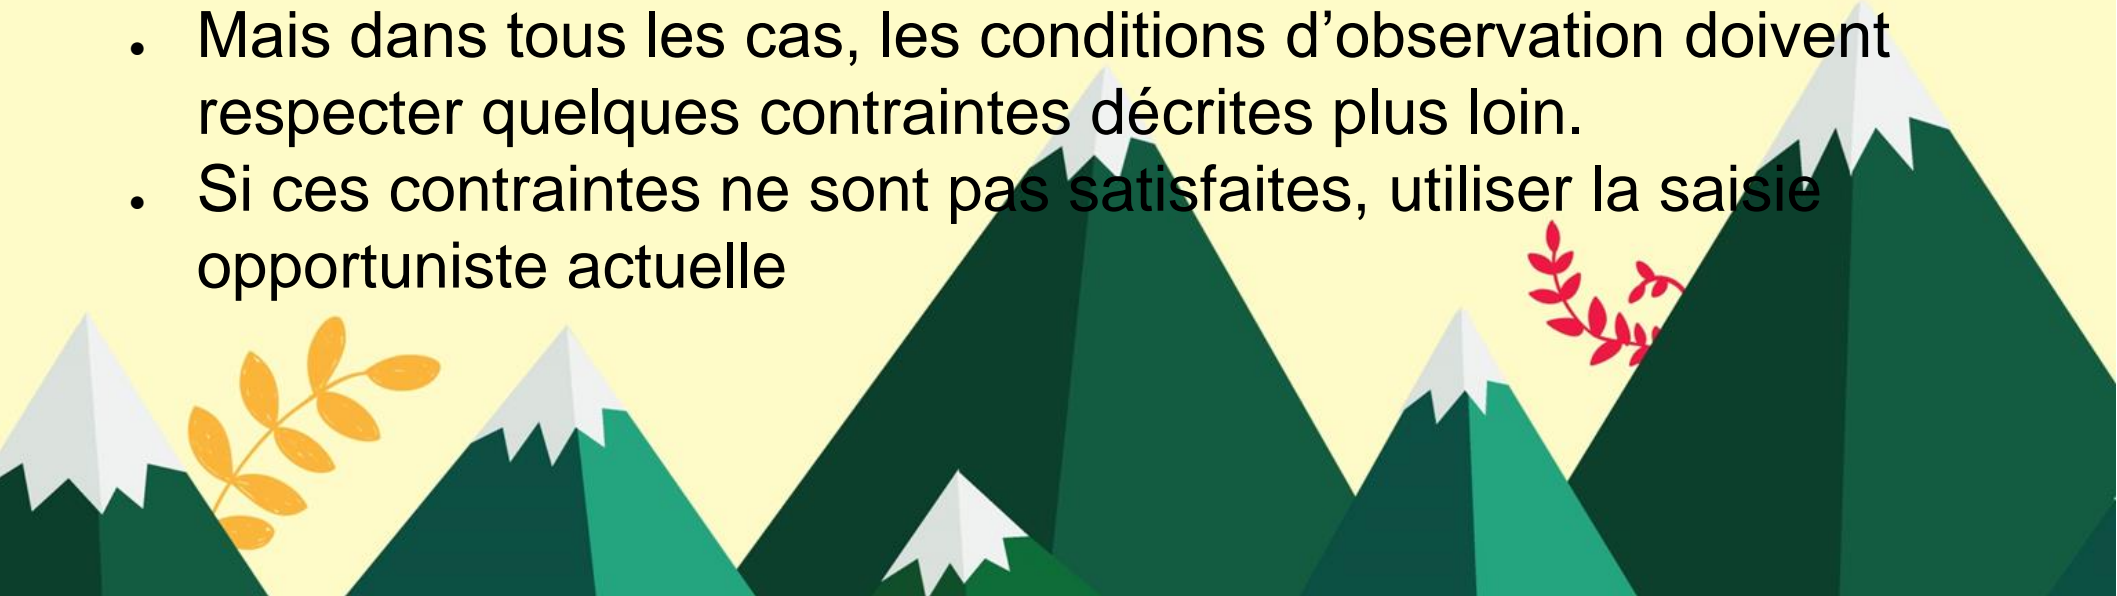 • Mais dans tous les cas, les conditions d’observation doivent
respecter quelques contraintes décrites plus loin.
• Si ces contraintes ne sont pas satisfaites, utiliser la saisie
opportuniste actuelle